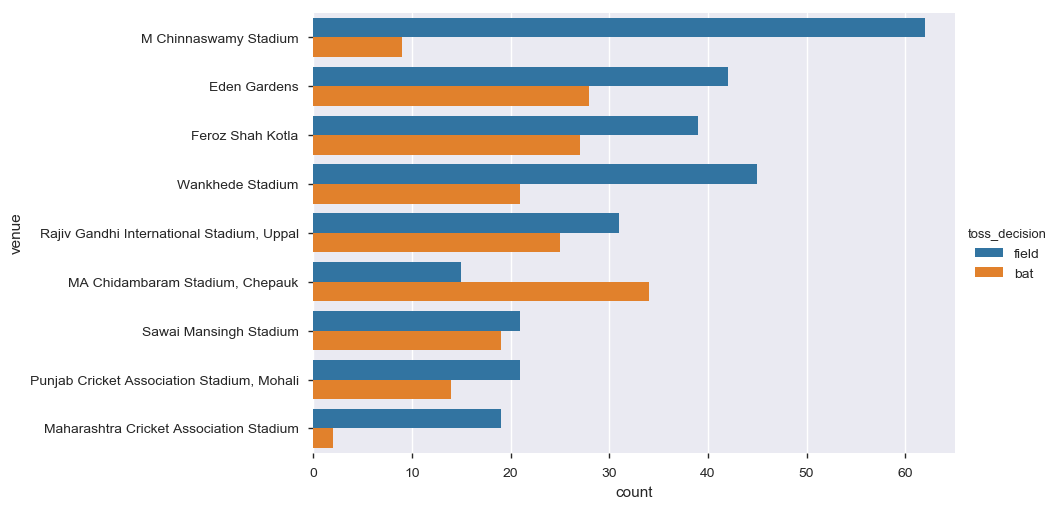 venue
M Chinnaswamy Stadium
Eden Gardens
Feroz Shah Kotla
Wankhede Stadium
Rajiv Gandhi International Stadium, Uppal
MA Chidambaram Stadium, Chepauk
Sawai Mansingh Stadium
Punjab Cricket Association Stadium, Mohali
Maharashtra Cricket Association Stadium
0 10 20 30 40 50 60
count
toss_decision
field
bat